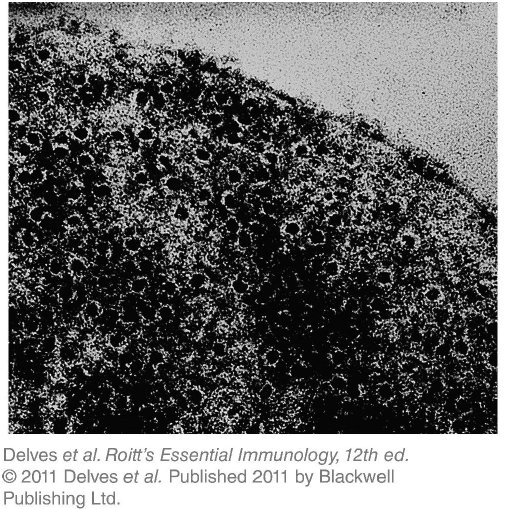 Delves et al. Roitt's Essential Immunology, 12th ed.
© 2011 Delves et al. Published 2011 by Blackwell
Publishing Ltd.